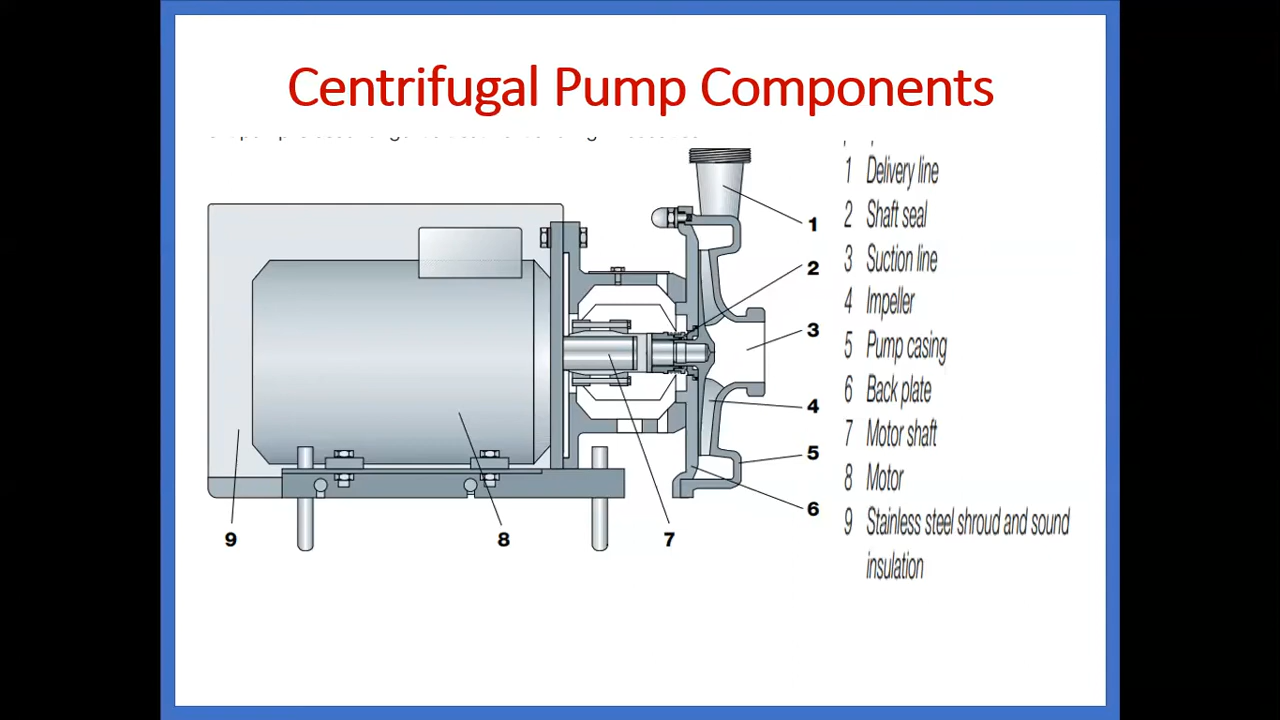 Centrifugal Pump Components
1 Delivery line
2 Shaft seal
3 Suction line
4 Impeller
5 Pump casing
6 Back plate
7 Motor shaft
8 Motor
9 Stainless steel shroud and sound
insulation
1
2
3
4
5
6
7
8
9